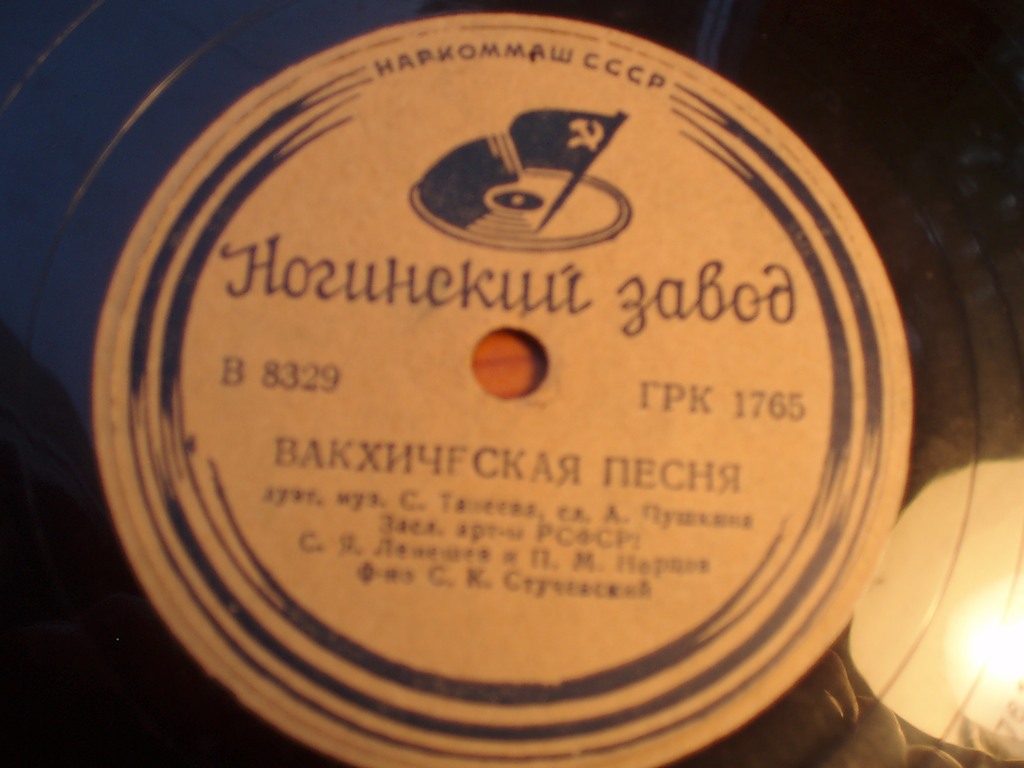 НАРКОММАШ СССР
Ногинский завод
В 8329
ГРК 1765
ВАКХИЧЕСКАЯ ПЕСНЯ
дуэт, муз. С. Танеева, сл. А. Пушкина
Засл. арт-ы РСФСР:
С. Я. Лемешев и П. М. Норцов
ф-но С. К. Стучевский